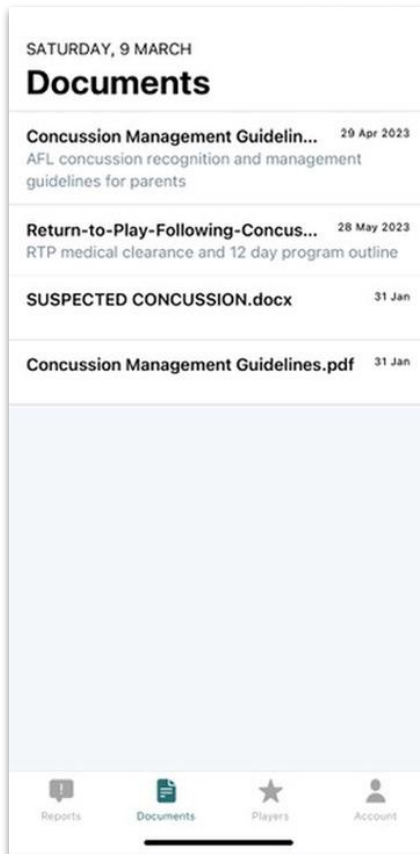 SATURDAY, 9 MARCH
Documents
Concussion Management Guidelin... 29 Apr 2023
AFL concussion recognition and management
guidelines for parents
Return-to-Play-Following-Concus... 28 May 2023
RTP medical clearance and 12 day program outline
SUSPECTED CONCUSSION.docx 31 Jan
Concussion Management Guidelines.pdf 31 Jan
Reports Documents Players Account